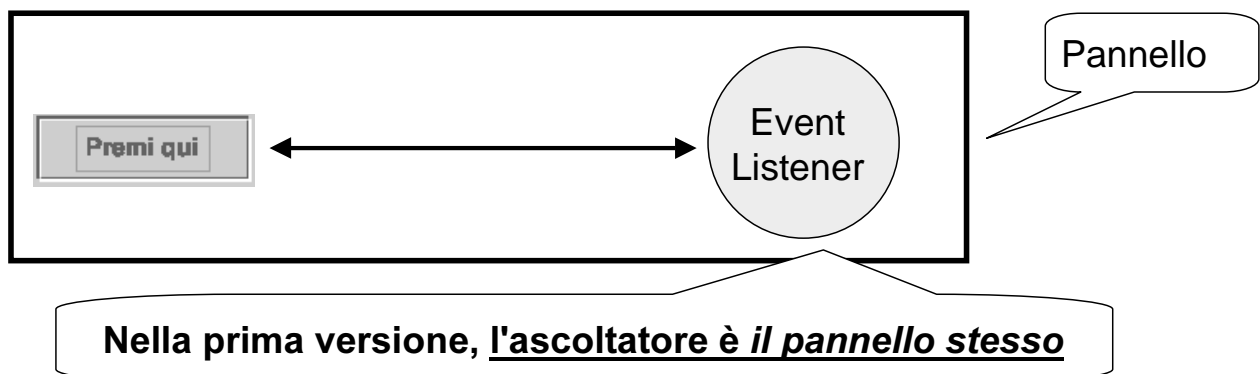 Pannello
Premi qui
Event
Listener
Nella prima versione, l'ascoltatore è il pannello stesso